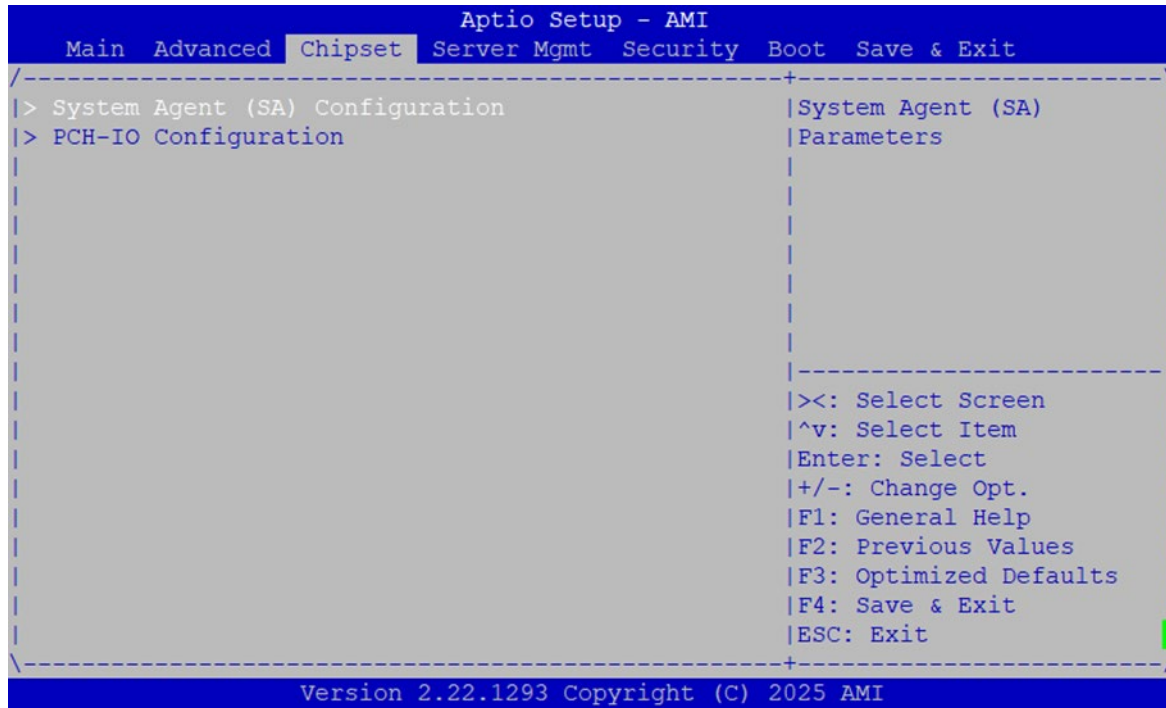 Aptio Setup - AMI
Main Advanced Chipset Server Mgmt Security Boot Save & Exit
> System Agent (SA) Configuration
> PCH-IO Configuration
System Agent (SA)
Parameters
><: Select Screen
^v: Select Item
Enter: Select
+/-: Change Opt.
F1: General Help
F2: Previous Values
F3: Optimized Defaults
F4: Save & Exit
ESC: Exit
Version 2.22.1293 Copyright (C) 2025 AMI